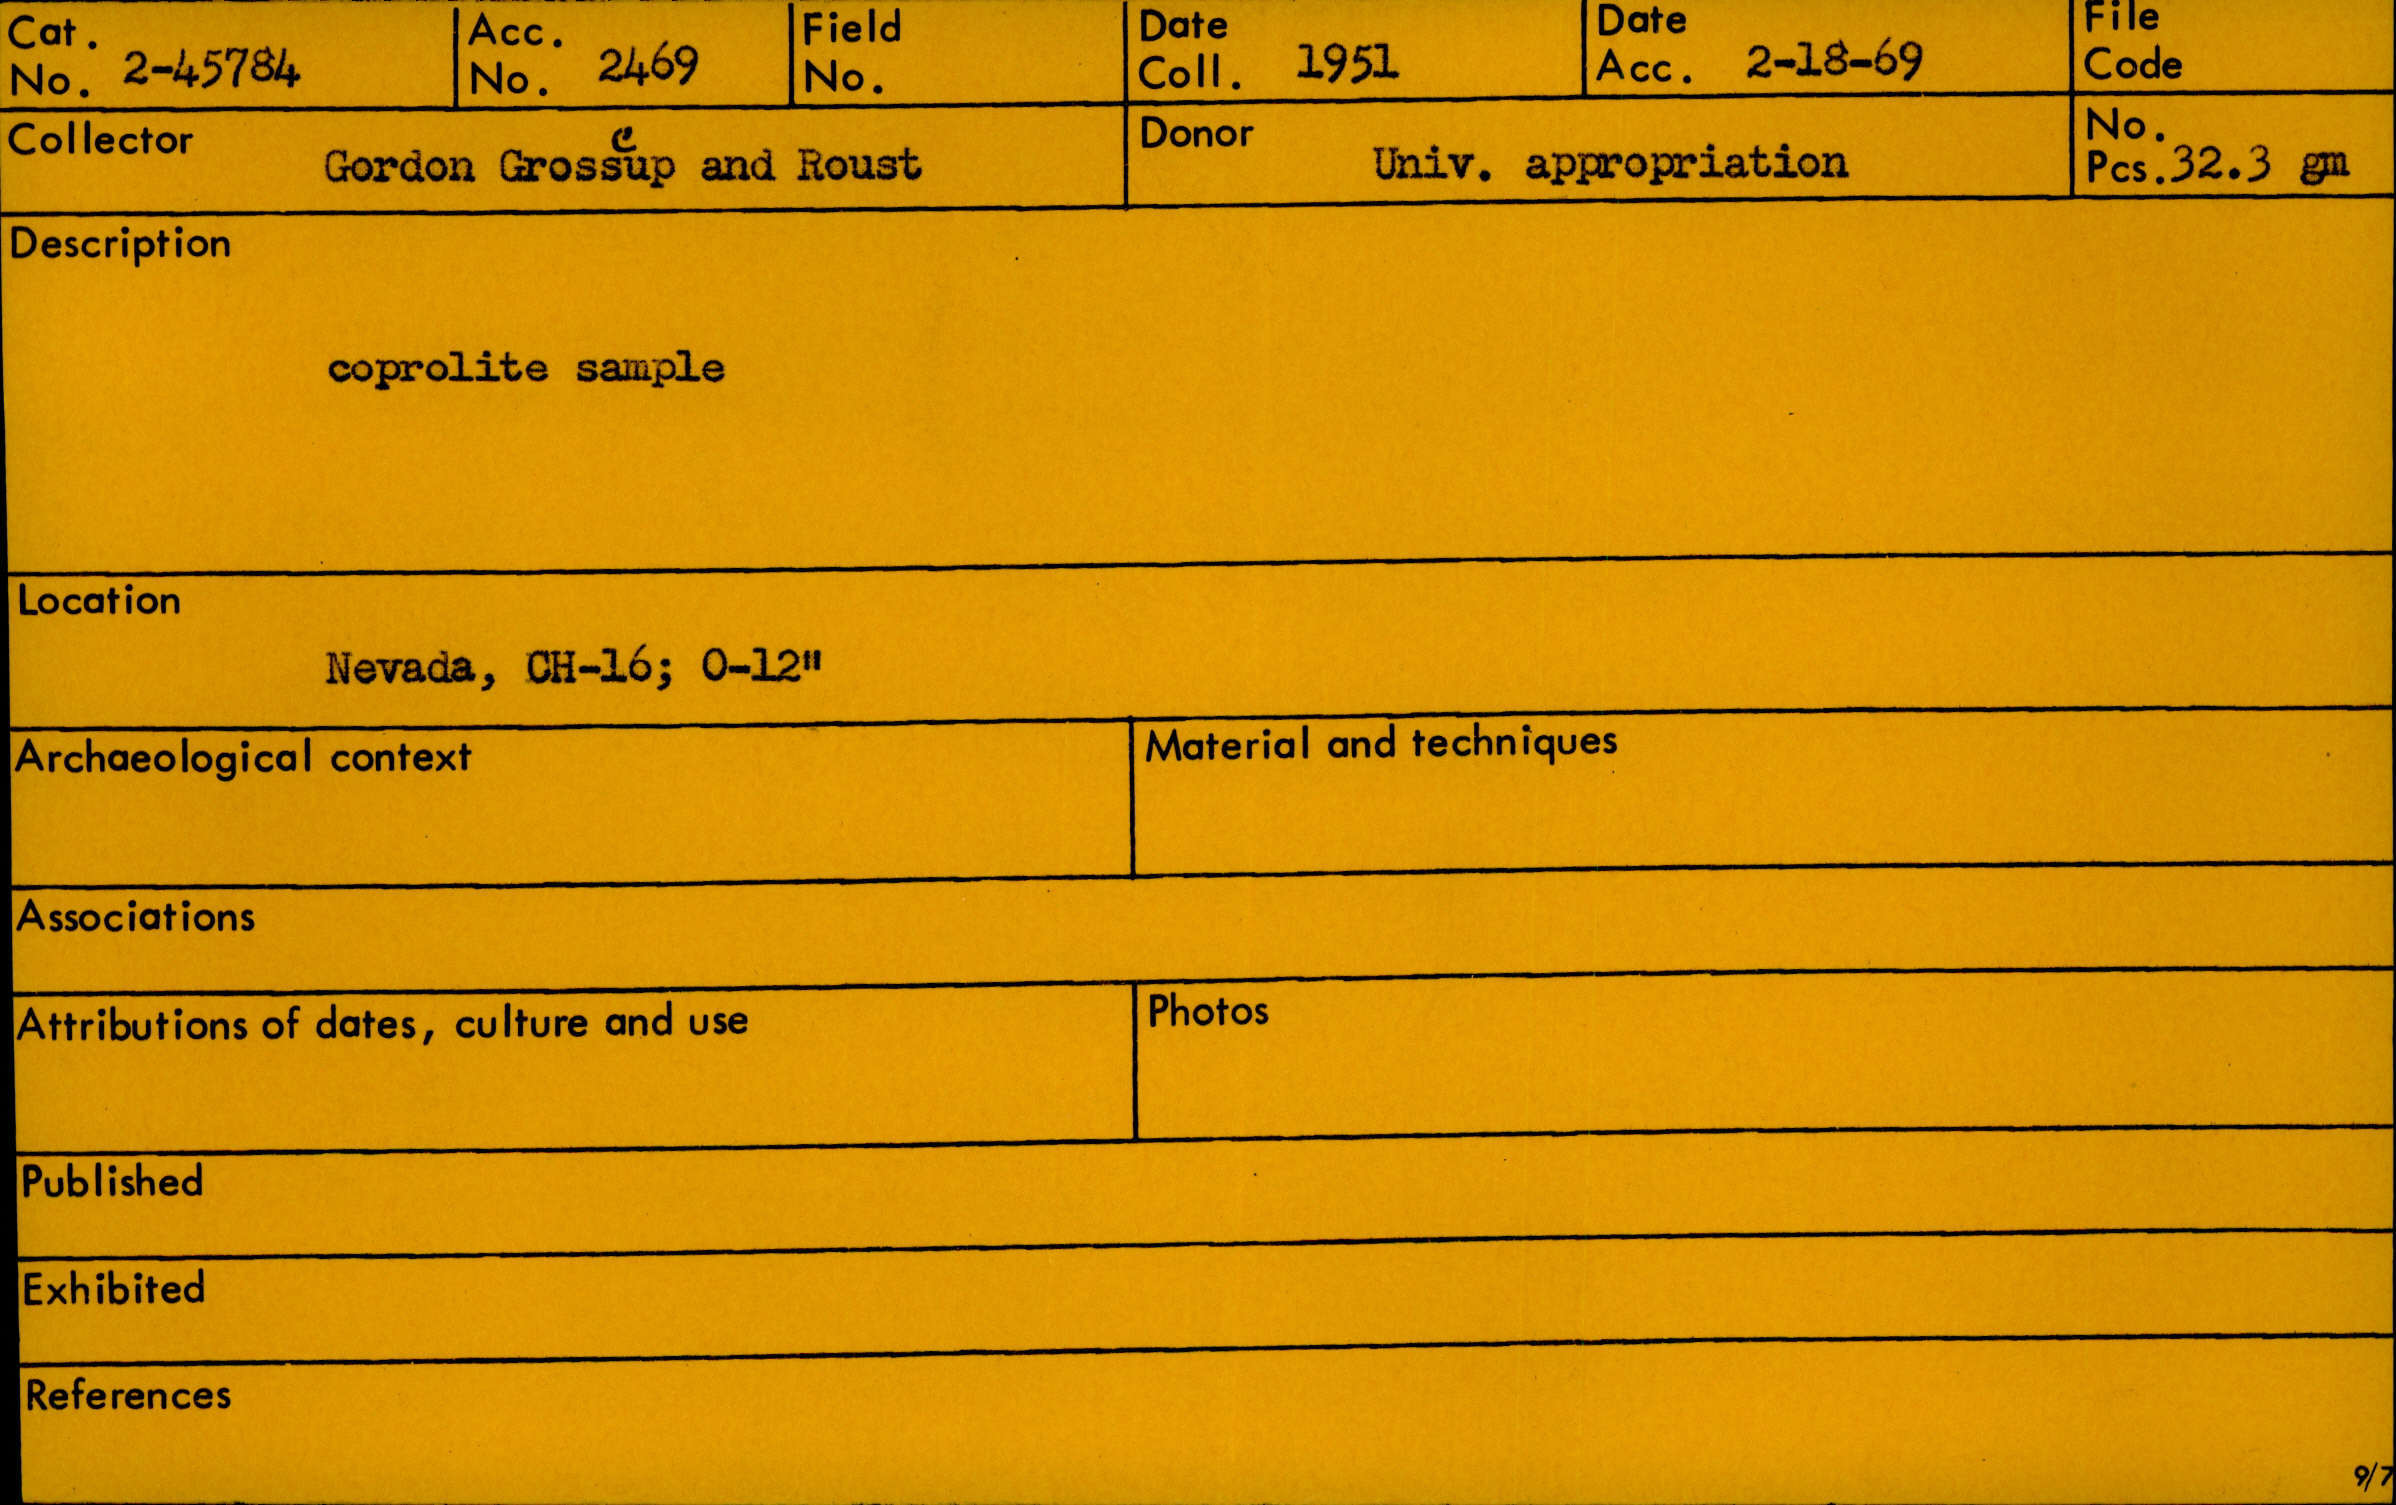 Cat. No. 2-45784
Acc. No. 2469
Field No.
Date Coll. 1951
Date Acc. 2-18-69
File Code
Collector
c
Gordon Grossup and Roust
Donor
Univ. appropriation
No. Pcs. 32.3 gm
Description
coprolite sample
Location
Nevada, CH-16; 0-12"
Archaeological context
Material and techniques
Associations
Attributions of dates, culture and use
Photos
Published
Exhibited
References
9/7